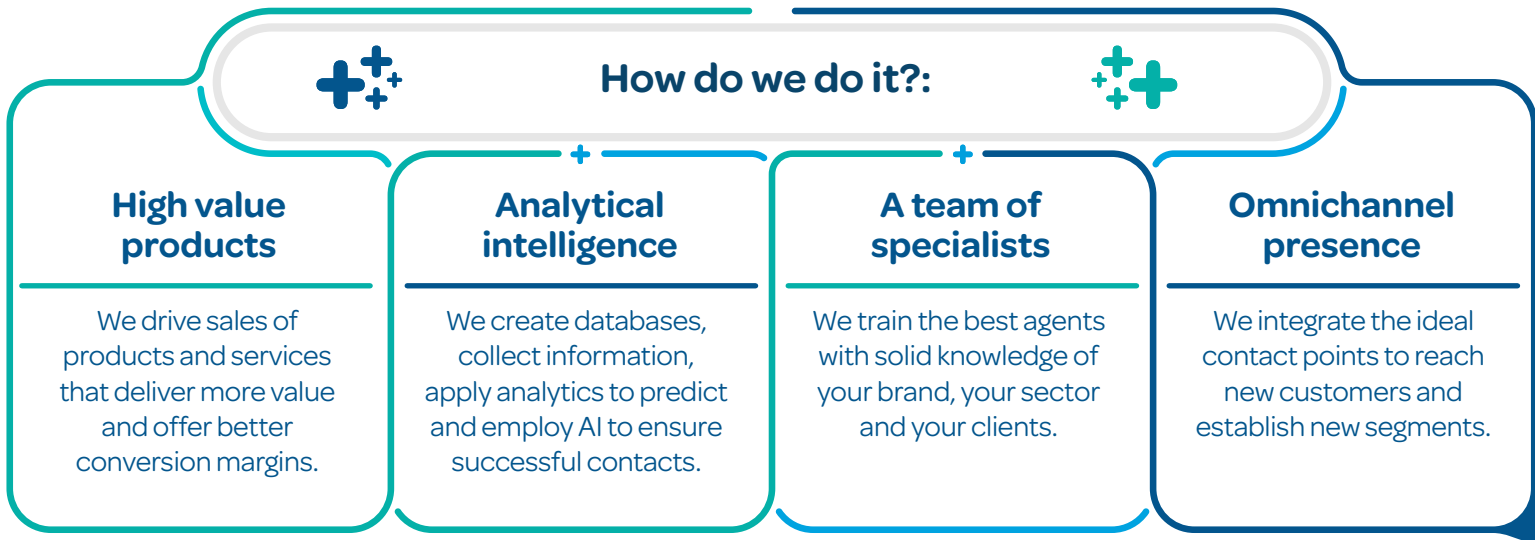 How do we do it?:
High value
products
We drive sales of
products and services
that deliver more value
and offer better
conversion margins.
Analytical
intelligence
We create databases,
collect information,
apply analytics to predict
and employ AI to ensure
successful contacts.
A team of
specialists
We train the best agents
with solid knowledge of
your brand, your sector
and your clients.
Omnichannel
presence
We integrate the ideal
contact points to reach
new customers and
establish new segments.